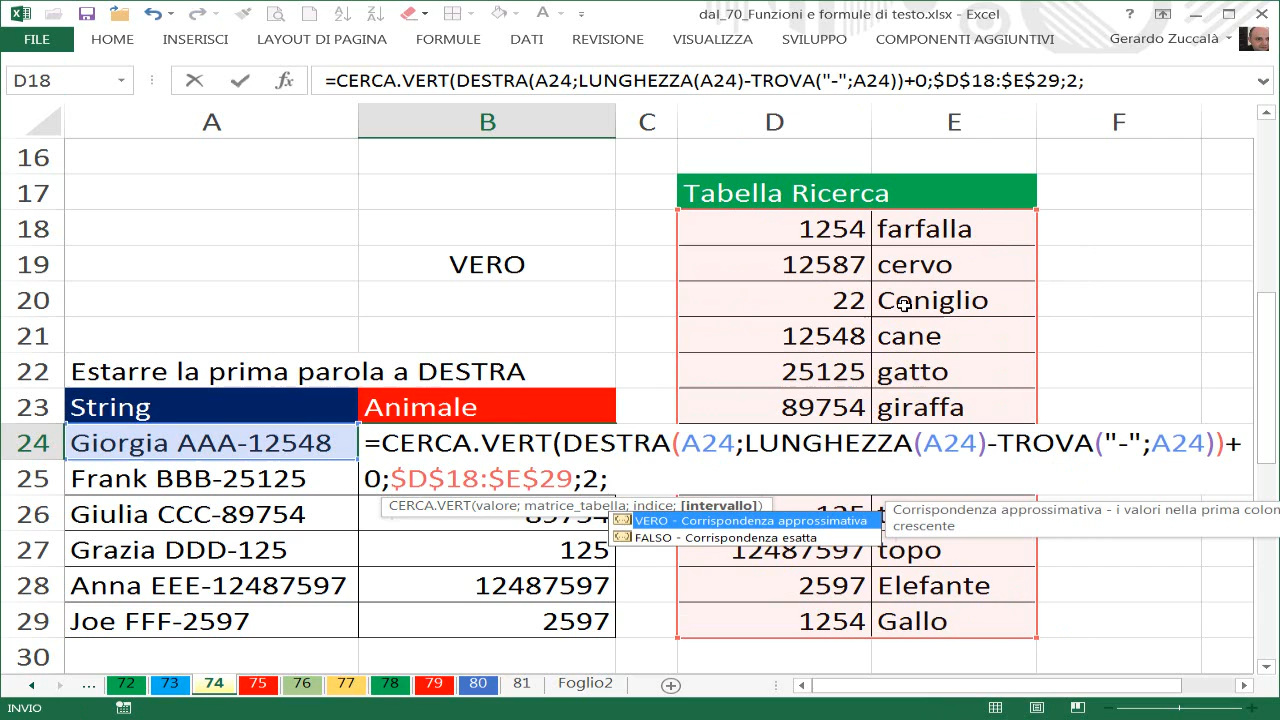 dal_70_Funzioni e formule di testo.xlsx - Excel
FILE HOME INSERISCI LAYOUT DI PAGINA FORMULE DATI REVISIONE VISUALIZZA SVILUPPO COMPONENTI AGGIUNTIVI Gerardo Zuccalà
D18 fx =CERCA.VERT(DESTRA(A24;LUNGHEZZA(A24)-TROVA("-";A24))+0;$D$18:$E$29;2;
A B C D E F
16
17 Tabella Ricerca
18 1254 farfalla
19 VERO 12587 cervo
20 22 Coniglio
21 12548 cane
22 Estarre la prima parola a DESTRA 25125 gatto
23 String Animale 89754 giraffa
24 Giorgia AAA-12548 =CERCA.VERT(DESTRA(A24;LUNGHEZZA(A24)-TROVA("-";A24))+
25 Frank BBB-25125 0;$D$18:$E$29;2;
CERCA.VERT(valore; matrice_tabella; indice; [intervallo])
26 Giulia CCC-89754 89754 125
VERO - Corrispondenza approssimativa
FALSO - Corrispondenza esatta
Corrispondenza approssimativa - i valori nella prima colon
crescente
27 Grazia DDD-125 125 12487597 topo
28 Anna EEE-12487597 12487597 2597 Elefante
29 Joe FFF-2597 2597 1254 Gallo
30
... 72 73 74 75 76 77 78 79 80 81 Foglio2
INVIO